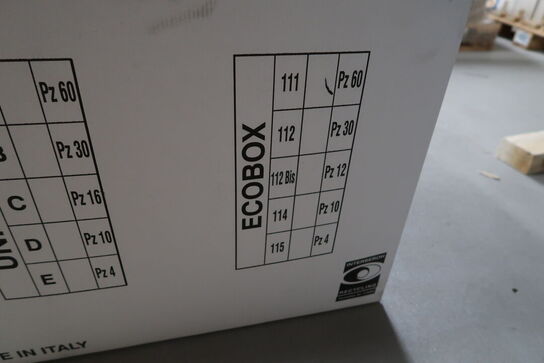 Pz 60
Pz 30
C Pz 16
D Pz 10
E Pz 4
ECOBOX
111 Pz 60
112 Pz 30
112 Bis Pz 12
114 Pz 10
115 Pz 4
INTERSEROH
RECYCLING
E IN ITALY